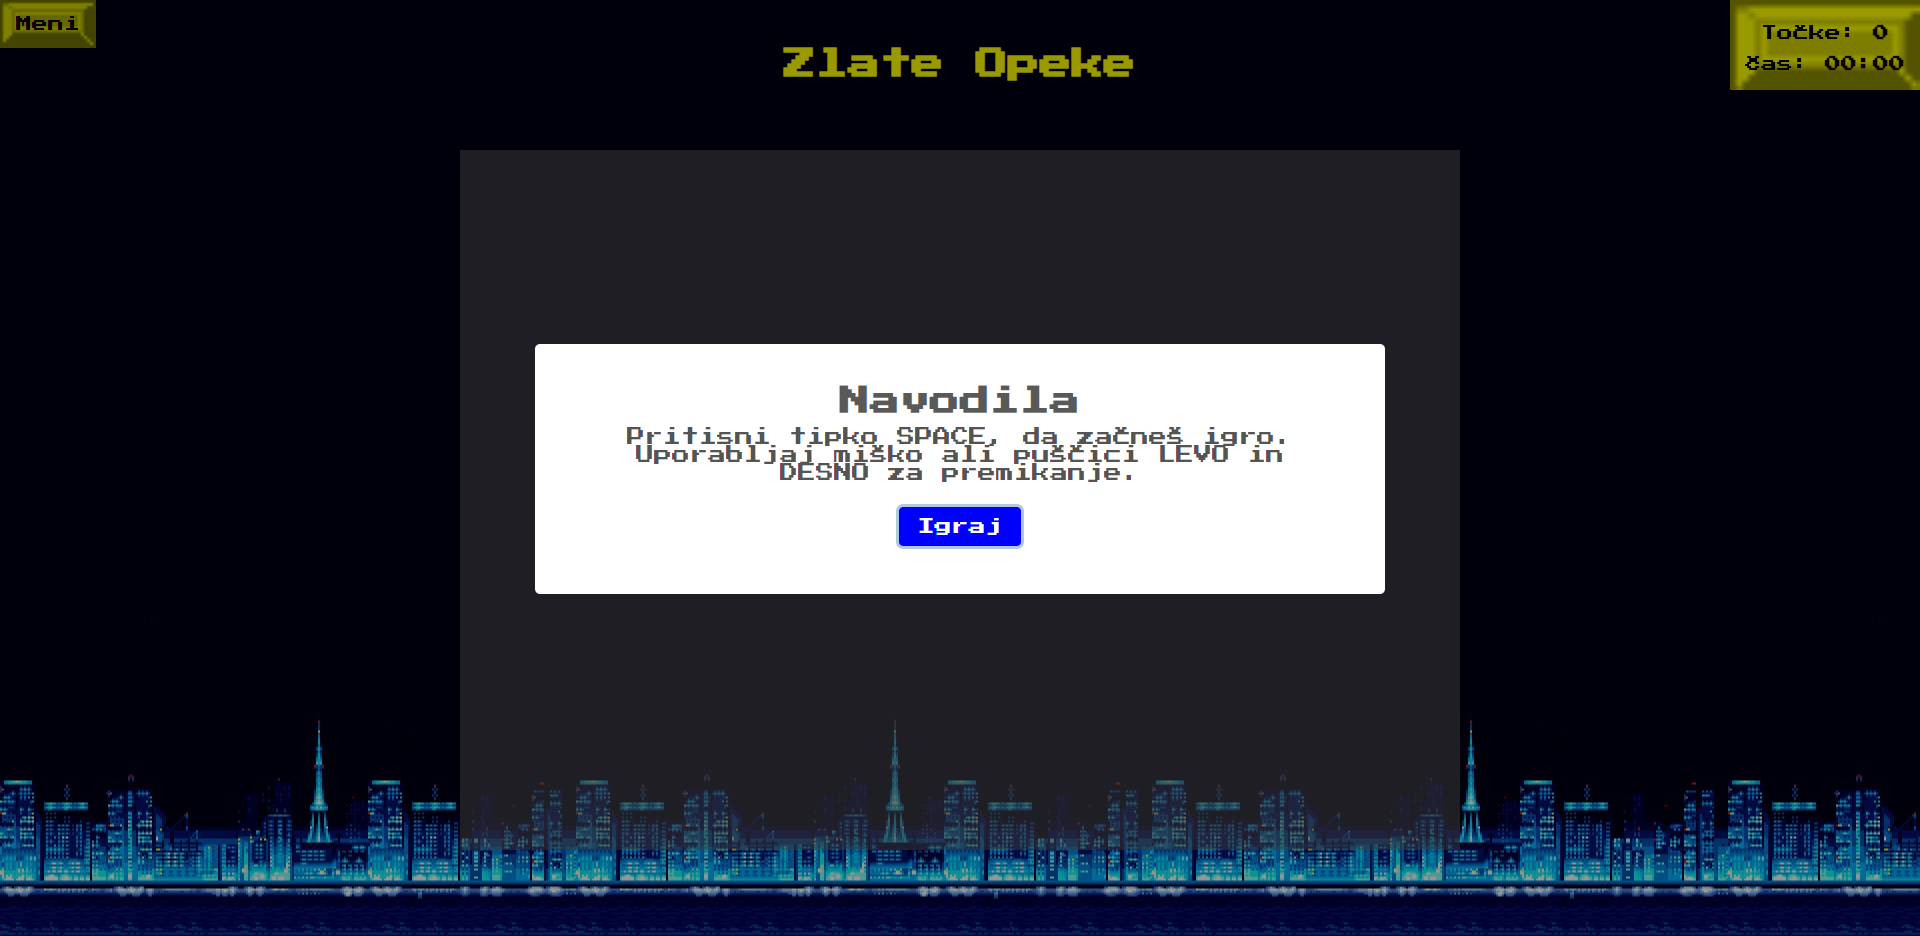 Meni
Zlate Opeke
Točke: 0
čas: 00:00
Navodila
Pritisni tipko SPACE, da začneš igro.
Uporabljaj miško ali puščici LEVO in
DESNO za premikanje.
Igraj